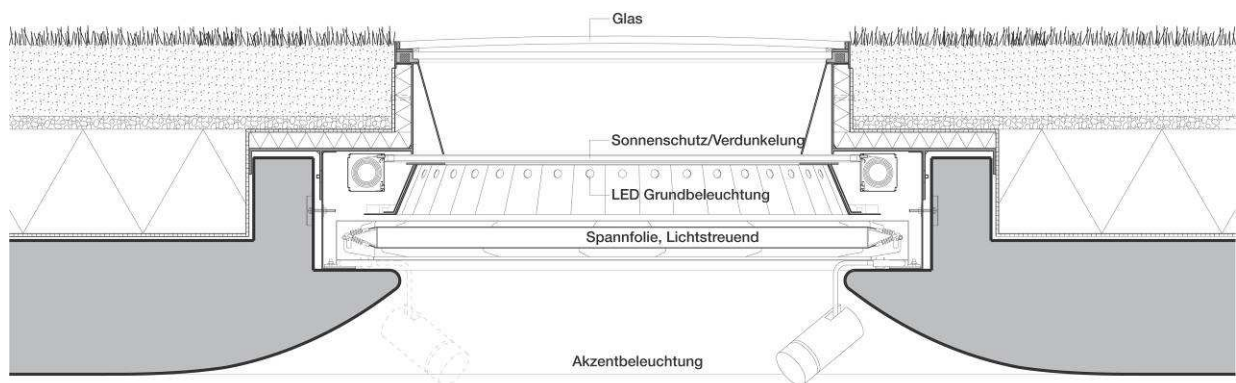 Glas
Sonnenschutz/Verdunkelung
LED Grundbeleuchtung
Spannfolie, Lichtstreuend
Akzentbeleuchtung